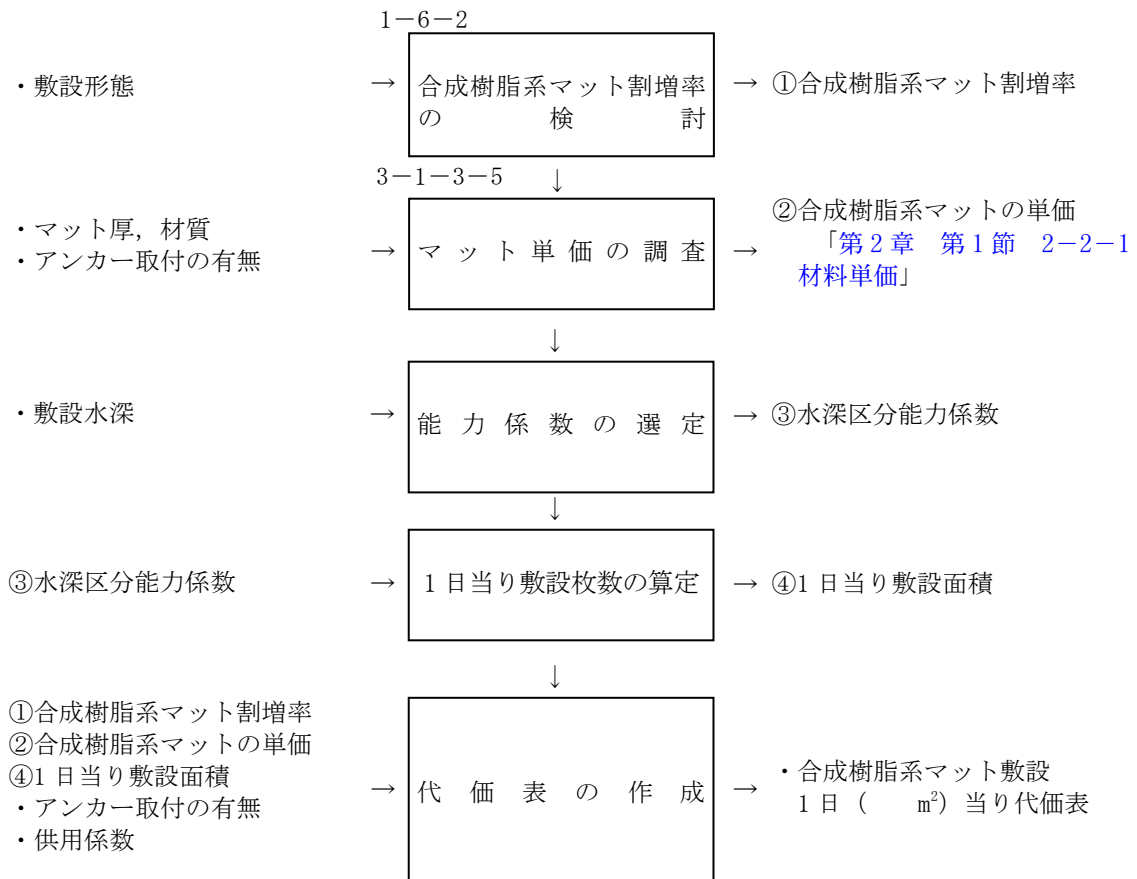 1－6－2
・敷設形態
→
合成樹脂系マット割増率
の検討
→ ①合成樹脂系マット割増率
3－1－3－5 ↓
・マット厚，材質
・アンカー取付の有無
→
マット単価の調査
→
②合成樹脂系マットの単価
「第2章 第1節 2－2－1
材料単価」
↓
・敷設水深
→
能力係数の選定
→ ③水深区分能力係数
↓
③水深区分能力係数
→
1日当り敷設枚数の算定
→ ④1日当り敷設面積
↓
①合成樹脂系マット割増率
②合成樹脂系マットの単価
④1日当り敷設面積
・アンカー取付の有無
・供用係数
→
代価表の作成
→
・合成樹脂系マット敷設
1日（　　㎡）当り代価表